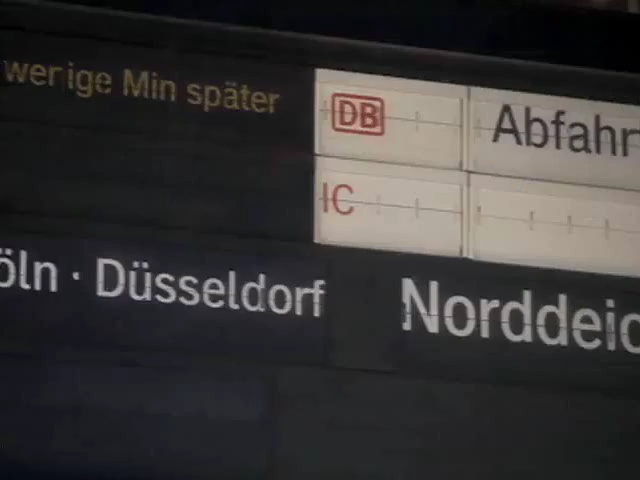 werige Min später
DB Abfahr
IC
öln · Düsseldorf Norddeic